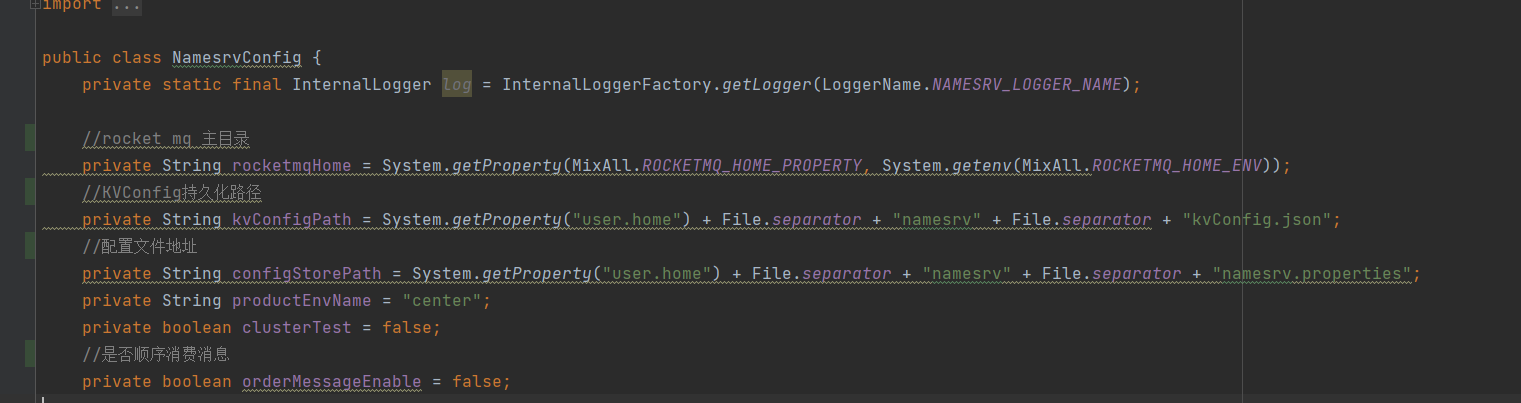 import ...
public class NamesrvConfig {
private static final InternalLogger log = InternalLoggerFactory.getLogger(LoggerName.NAMESRV_LOGGER_NAME);
//rocket mq 主目录
private String rocketmqHome = System.getProperty(MixAll.ROCKETMQ_HOME_PROPERTY, System.getenv(MixAll.ROCKETMQ_HOME_ENV));
//KVConfig持久化路径
private String kvConfigPath = System.getProperty("user.home") + File.separator + "namesrv" + File.separator + "kvConfig.json";
//配置文件地址
private String configStorePath = System.getProperty("user.home") + File.separator + "namesrv" + File.separator + "namesrv.properties";
private String productEnvName = "center";
private boolean clusterTest = false;
//是否顺序消费消息
private boolean orderMessageEnable = false;